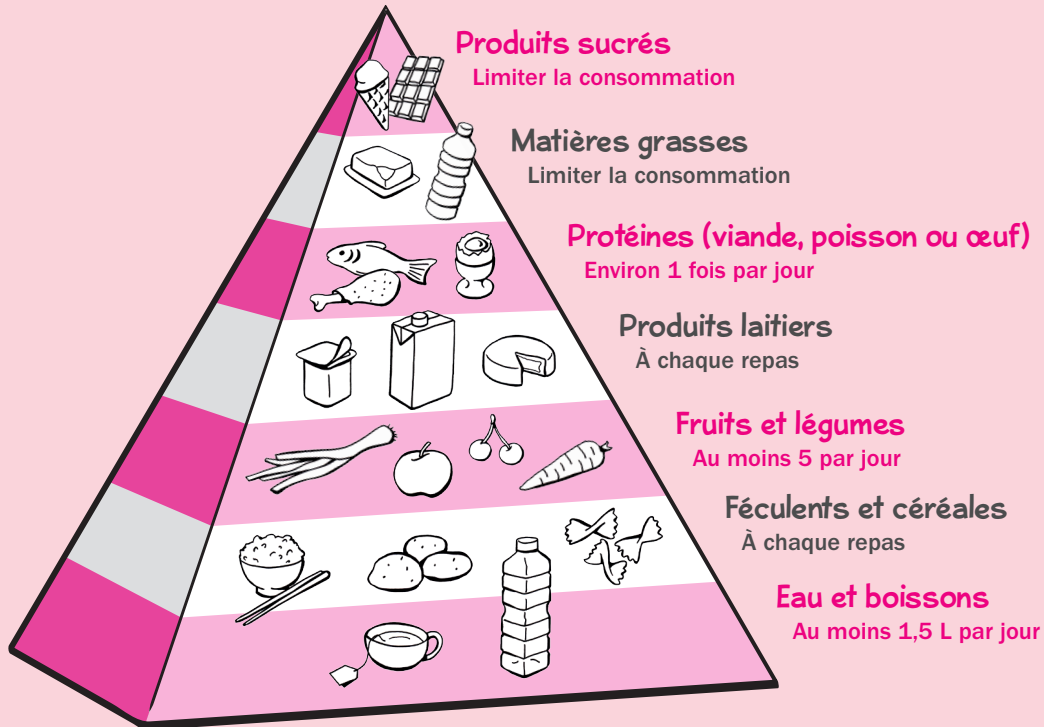 Produits sucrés
Limiter la consommation
Matières grasses
Limiter la consommation
Protéines (viande, poisson ou œuf)
Environ 1 fois par jour
Produits laitiers
À chaque repas
Fruits et légumes
Au moins 5 par jour
Féculents et céréales
À chaque repas
Eau et boissons
Au moins 1,5 L par jour